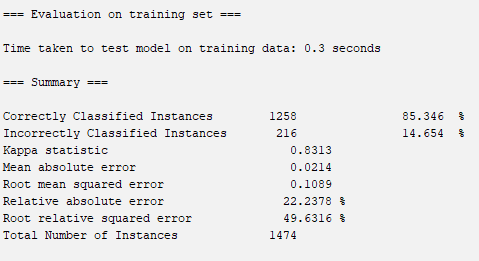 === Evaluation on training set ===
Time taken to test model on training data: 0.3 seconds
=== Summary ===
Correctly Classified Instances 1258 85.346 %
Incorrectly Classified Instances 216 14.654 %
Kappa statistic 0.8313
Mean absolute error 0.0214
Root mean squared error 0.1089
Relative absolute error 22.2378 %
Root relative squared error 49.6316 %
Total Number of Instances 1474